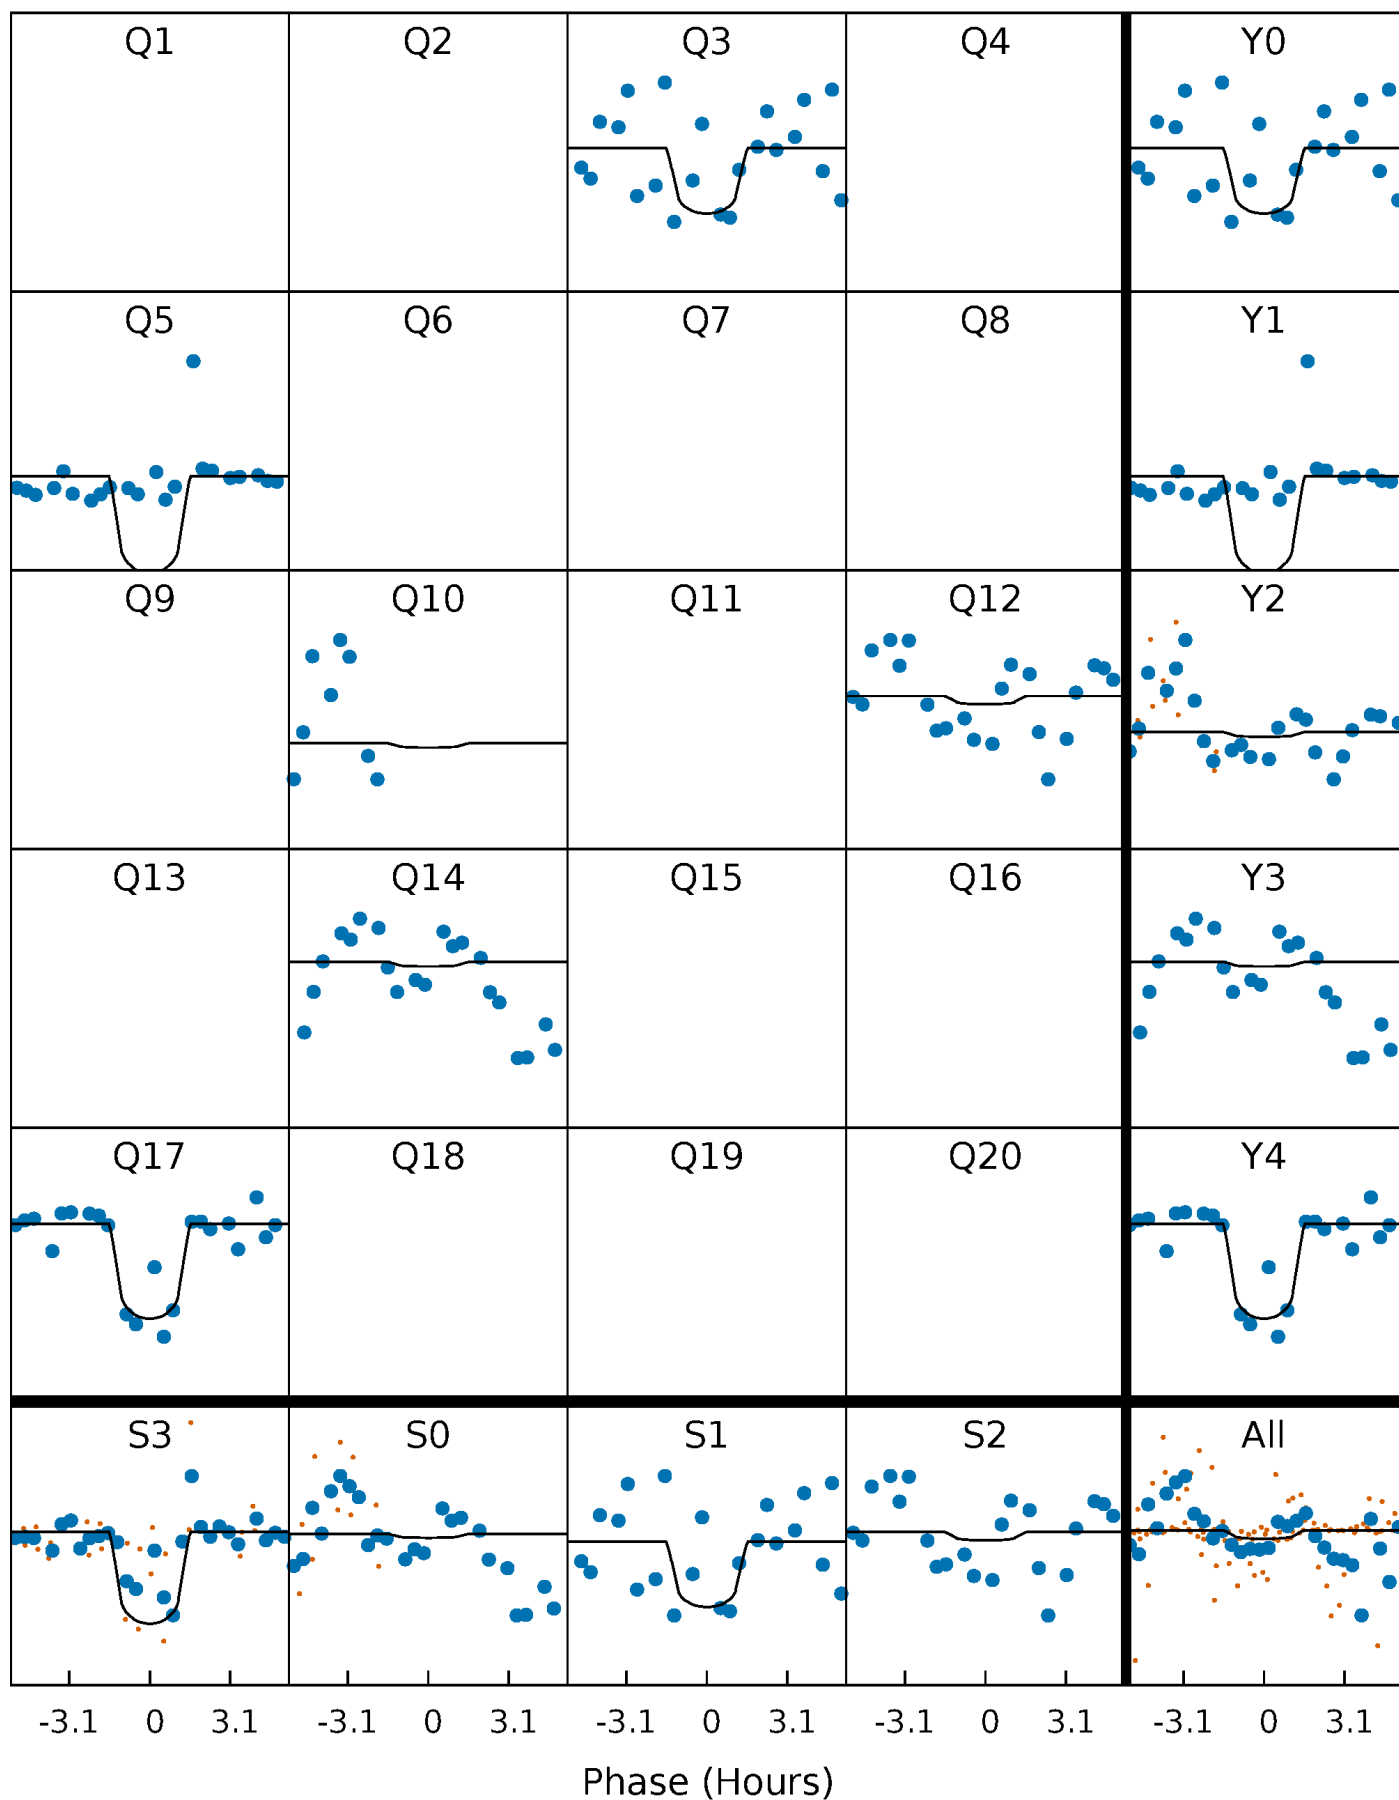 Q1 Q2 Q3 Q4 Y0
Q5 Q6 Q7 Q8 Y1
Q9 Q10 Q11 Q12 Y2
Q13 Q14 Q15 Q16 Y3
Q17 Q18 Q19 Q20 Y4
S3 S0 S1 S2 All
-3.1 0 3.1 -3.1 0 3.1 -3.1 0 3.1 -3.1 0 3.1 -3.1 0 3.1
Phase (Hours)